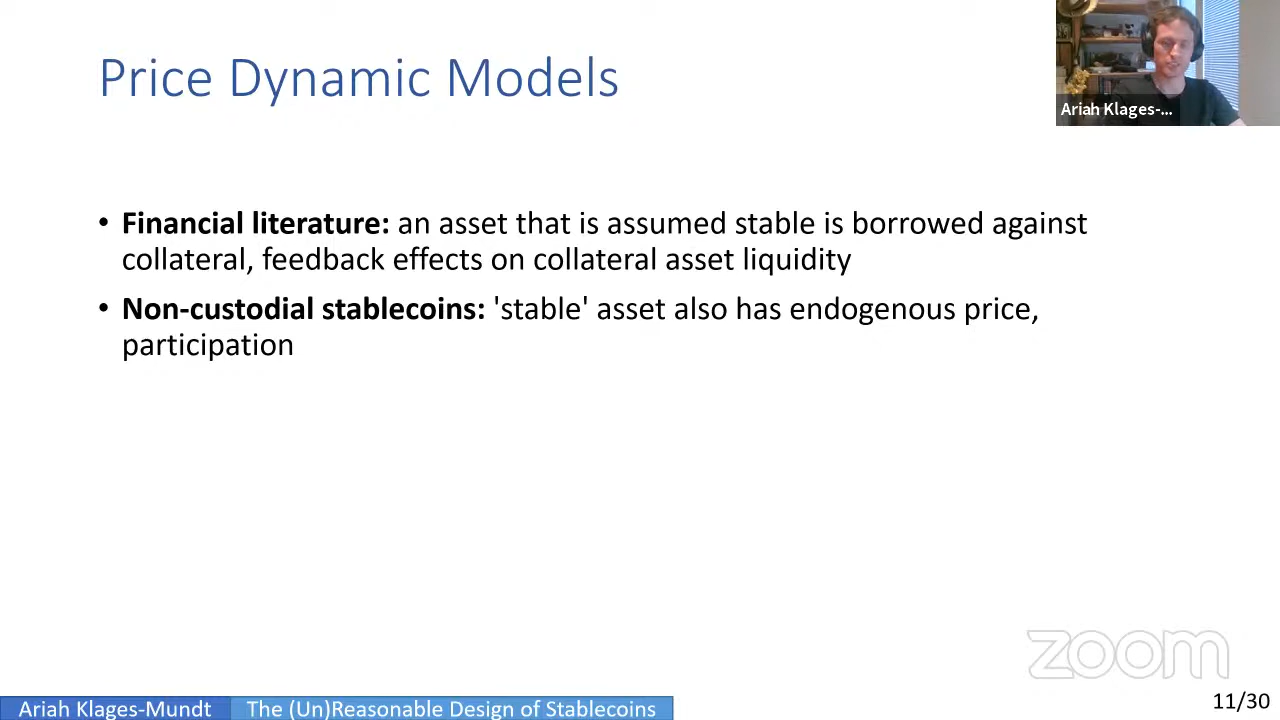 Price Dynamic Models
Ariah Klages-...
• Financial literature: an asset that is assumed stable is borrowed against
collateral, feedback effects on collateral asset liquidity
• Non-custodial stablecoins: 'stable' asset also has endogenous price,
participation
zoom
Ariah Klages-Mundt
The (Un)Reasonable Design of Stablecoins
11/30